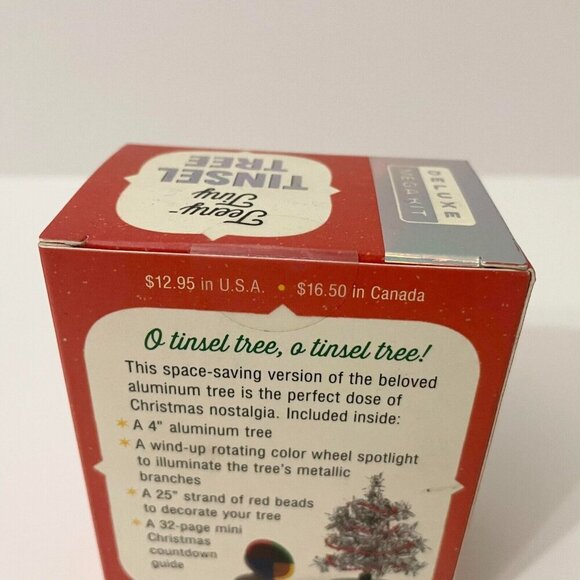 Teeny-
Tiny
TINSEL
TREE
DELUXE
MEGA KIT
$12.95 in U.S.A. • $16.50 in Canada
O tinsel tree, o tinsel tree!
This space-saving version of the beloved
aluminum tree is the perfect dose of
Christmas nostalgia. Included inside:
* A 4" aluminum tree
* A wind-up rotating color wheel spotlight
to illuminate the tree's metallic
branches
* A 25" strand of red beads
to decorate your tree
* A 32-page mini
Christmas
countdown
guide